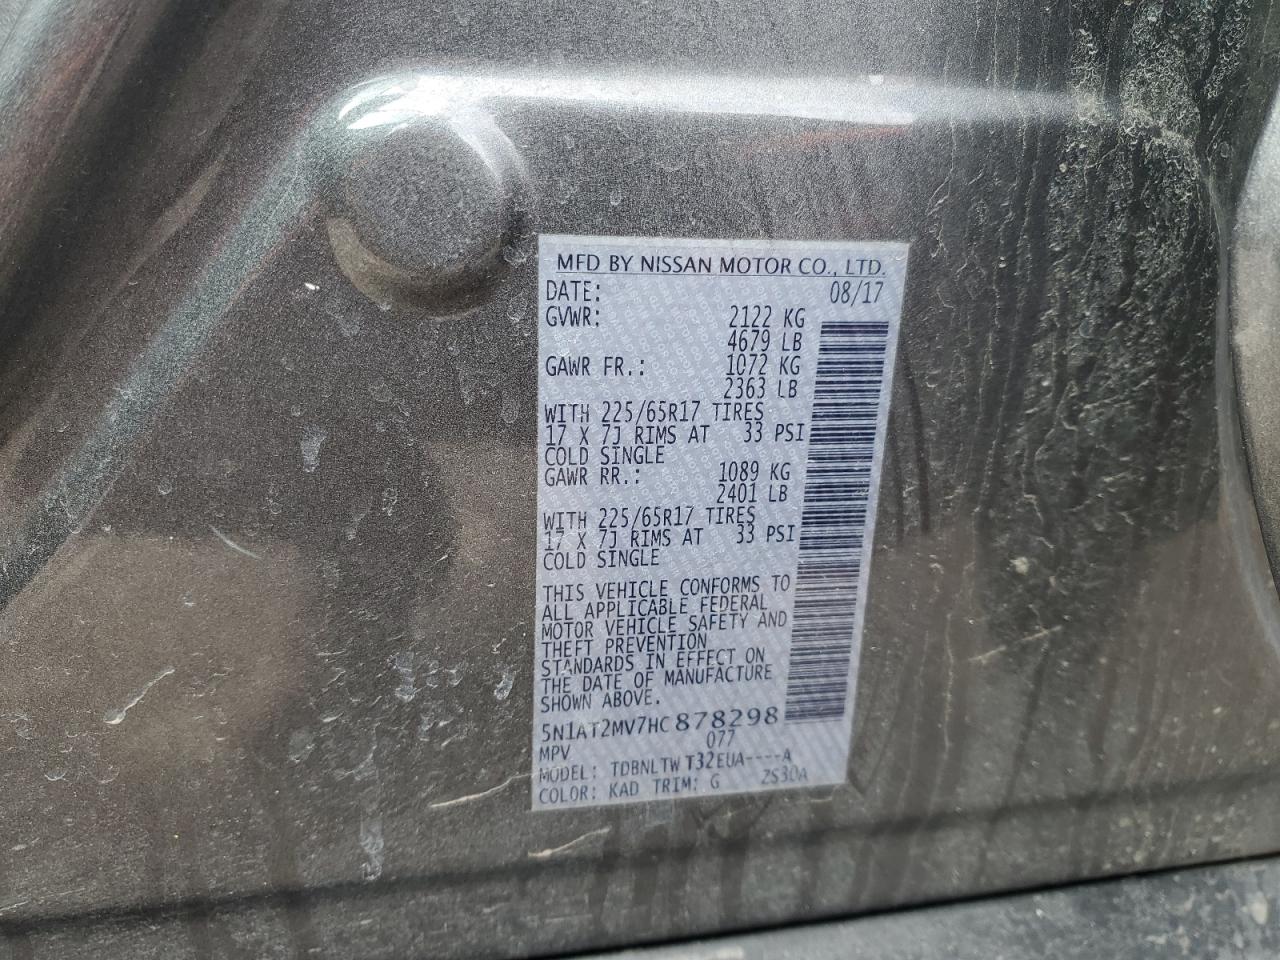 MFD BY NISSAN MOTOR CO., LTD.
DATE: 08/17
GVWR: 2122 KG
4679 LB
GAWR FR.: 1072 KG
2363 LB
WITH 225/65R17 TIRES
17 X 7J RIMS AT 33 PSI
COLD SINGLE
GAWR RR.: 1089 KG
2401 LB
WITH 225/65R17 TIRES
17 X 7J RIMS AT 33 PSI
COLD SINGLE
THIS VEHICLE CONFORMS TO
ALL APPLICABLE FEDERAL
MOTOR VEHICLE SAFETY AND
THEFT PREVENTION
STANDARDS IN EFFECT ON
THE DATE OF MANUFACTURE
SHOWN ABOVE.
5N1AT2MV7HC878298
MPV 077
MODEL: TDBNLTW T32EUA----A
COLOR: KAD TRIM: G ZS30A